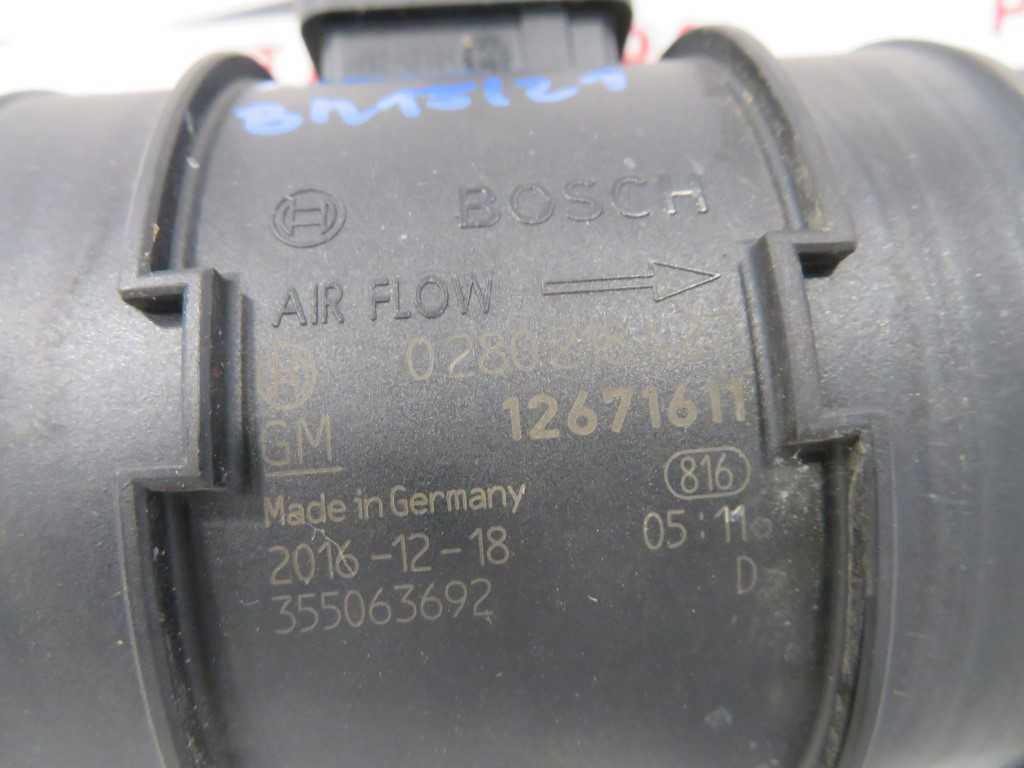 BOSCH
AIR FLOW
12671611
GM
816
Made in Germany
05:11
2016-12-18
D
355063692